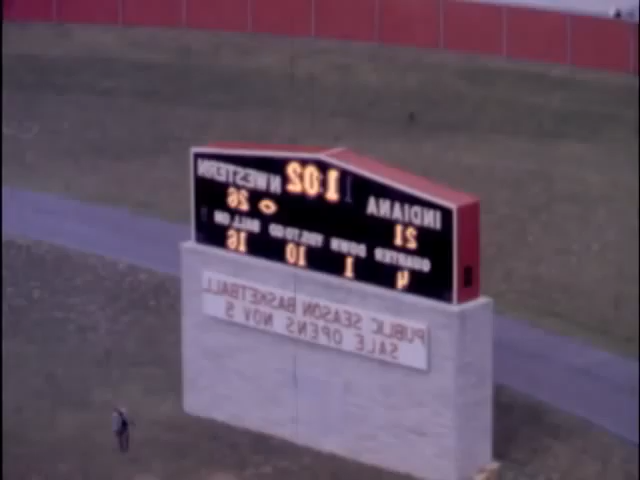 INDIANA 1:02 N'WESTERN
21 26
QUARTER DOWN YDS TO GO BALL ON
4 1 10 16
PUBLIC SEASON BASKETBALL
SALE OPENS NOV 5